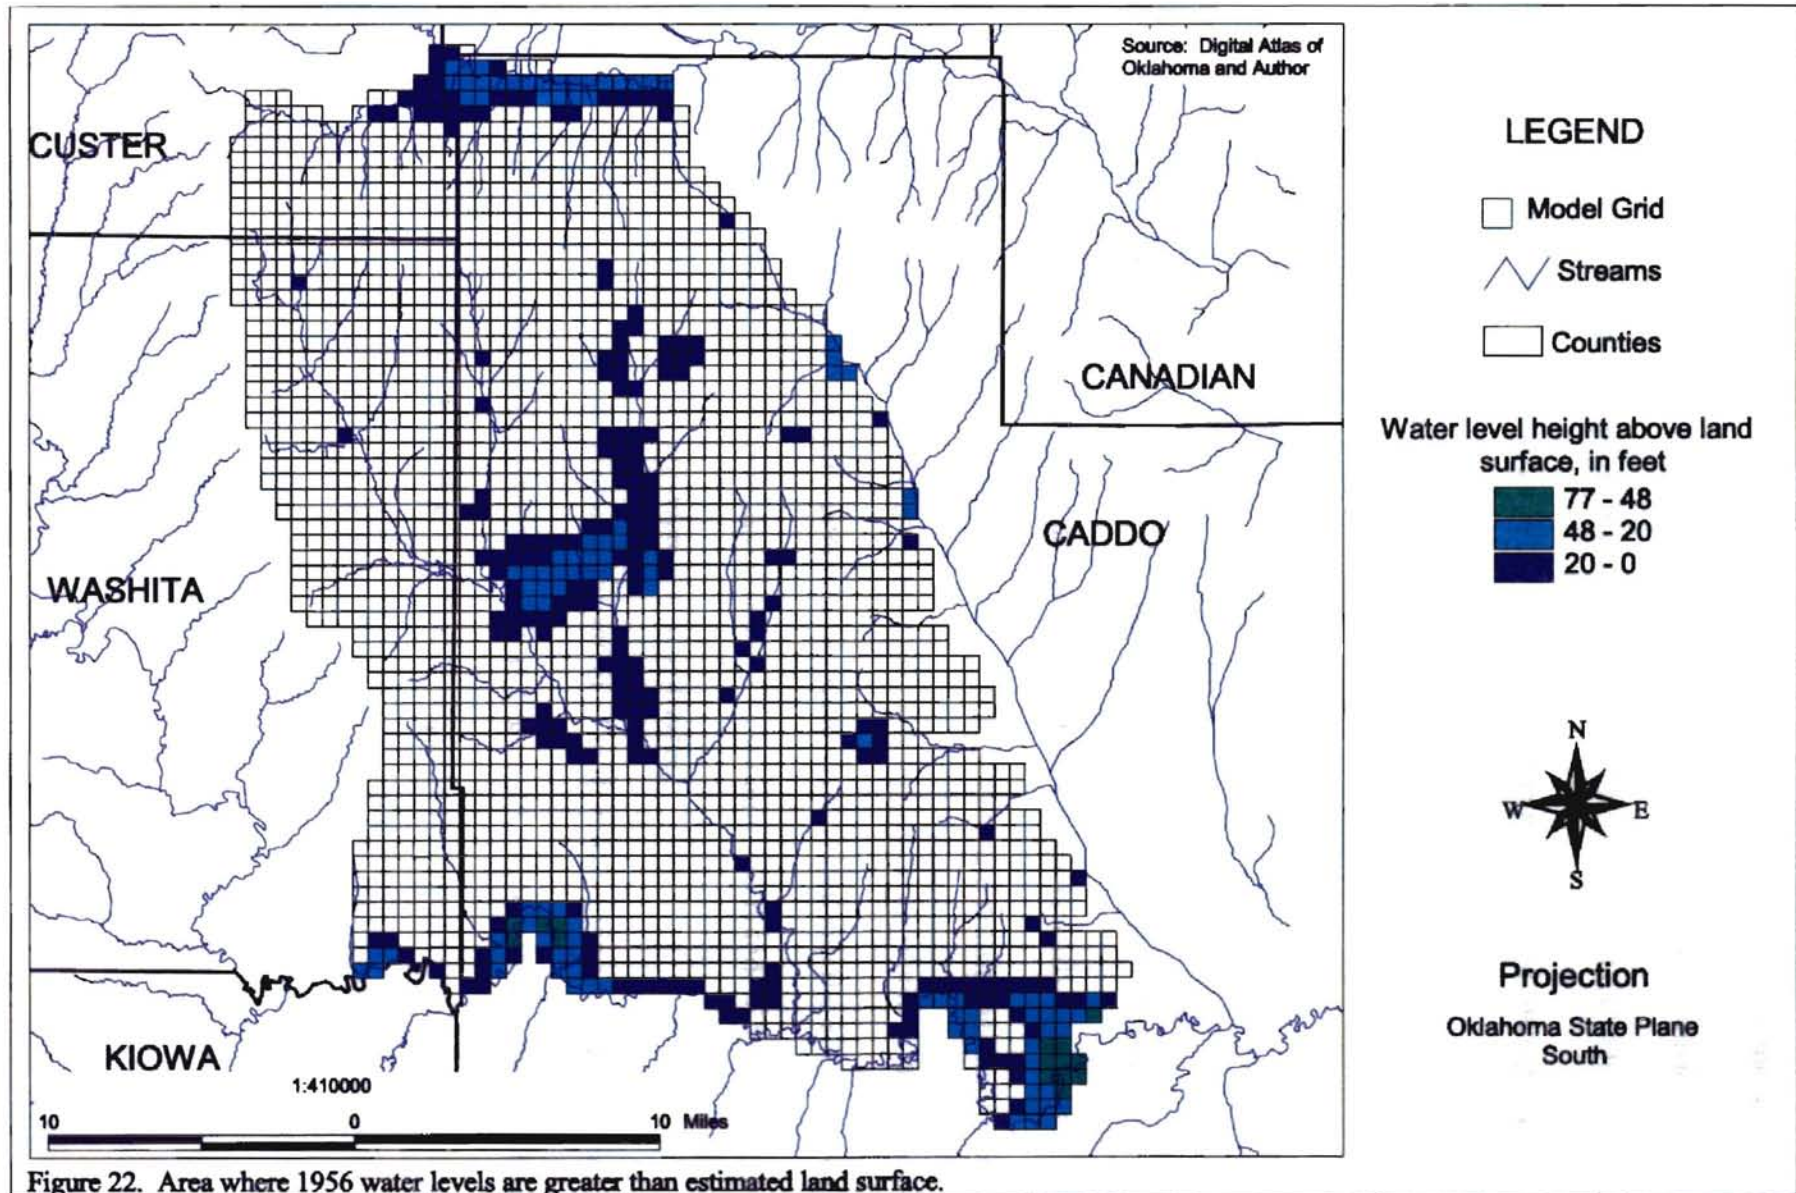 Source: Digital Atlas of
Oklahoma and Author
CUSTER
CANADIAN
CADDO
WASHITA
KIOWA
1:410000
10 0 10 Miles
LEGEND
Model Grid
Streams
Counties
Water level height above land
surface, in feet
77 - 48
48 - 20
20 - 0
N
W E
S
Projection
Oklahoma State Plane
South
Figure 22. Area where 1956 water levels are greater than estimated land surface.